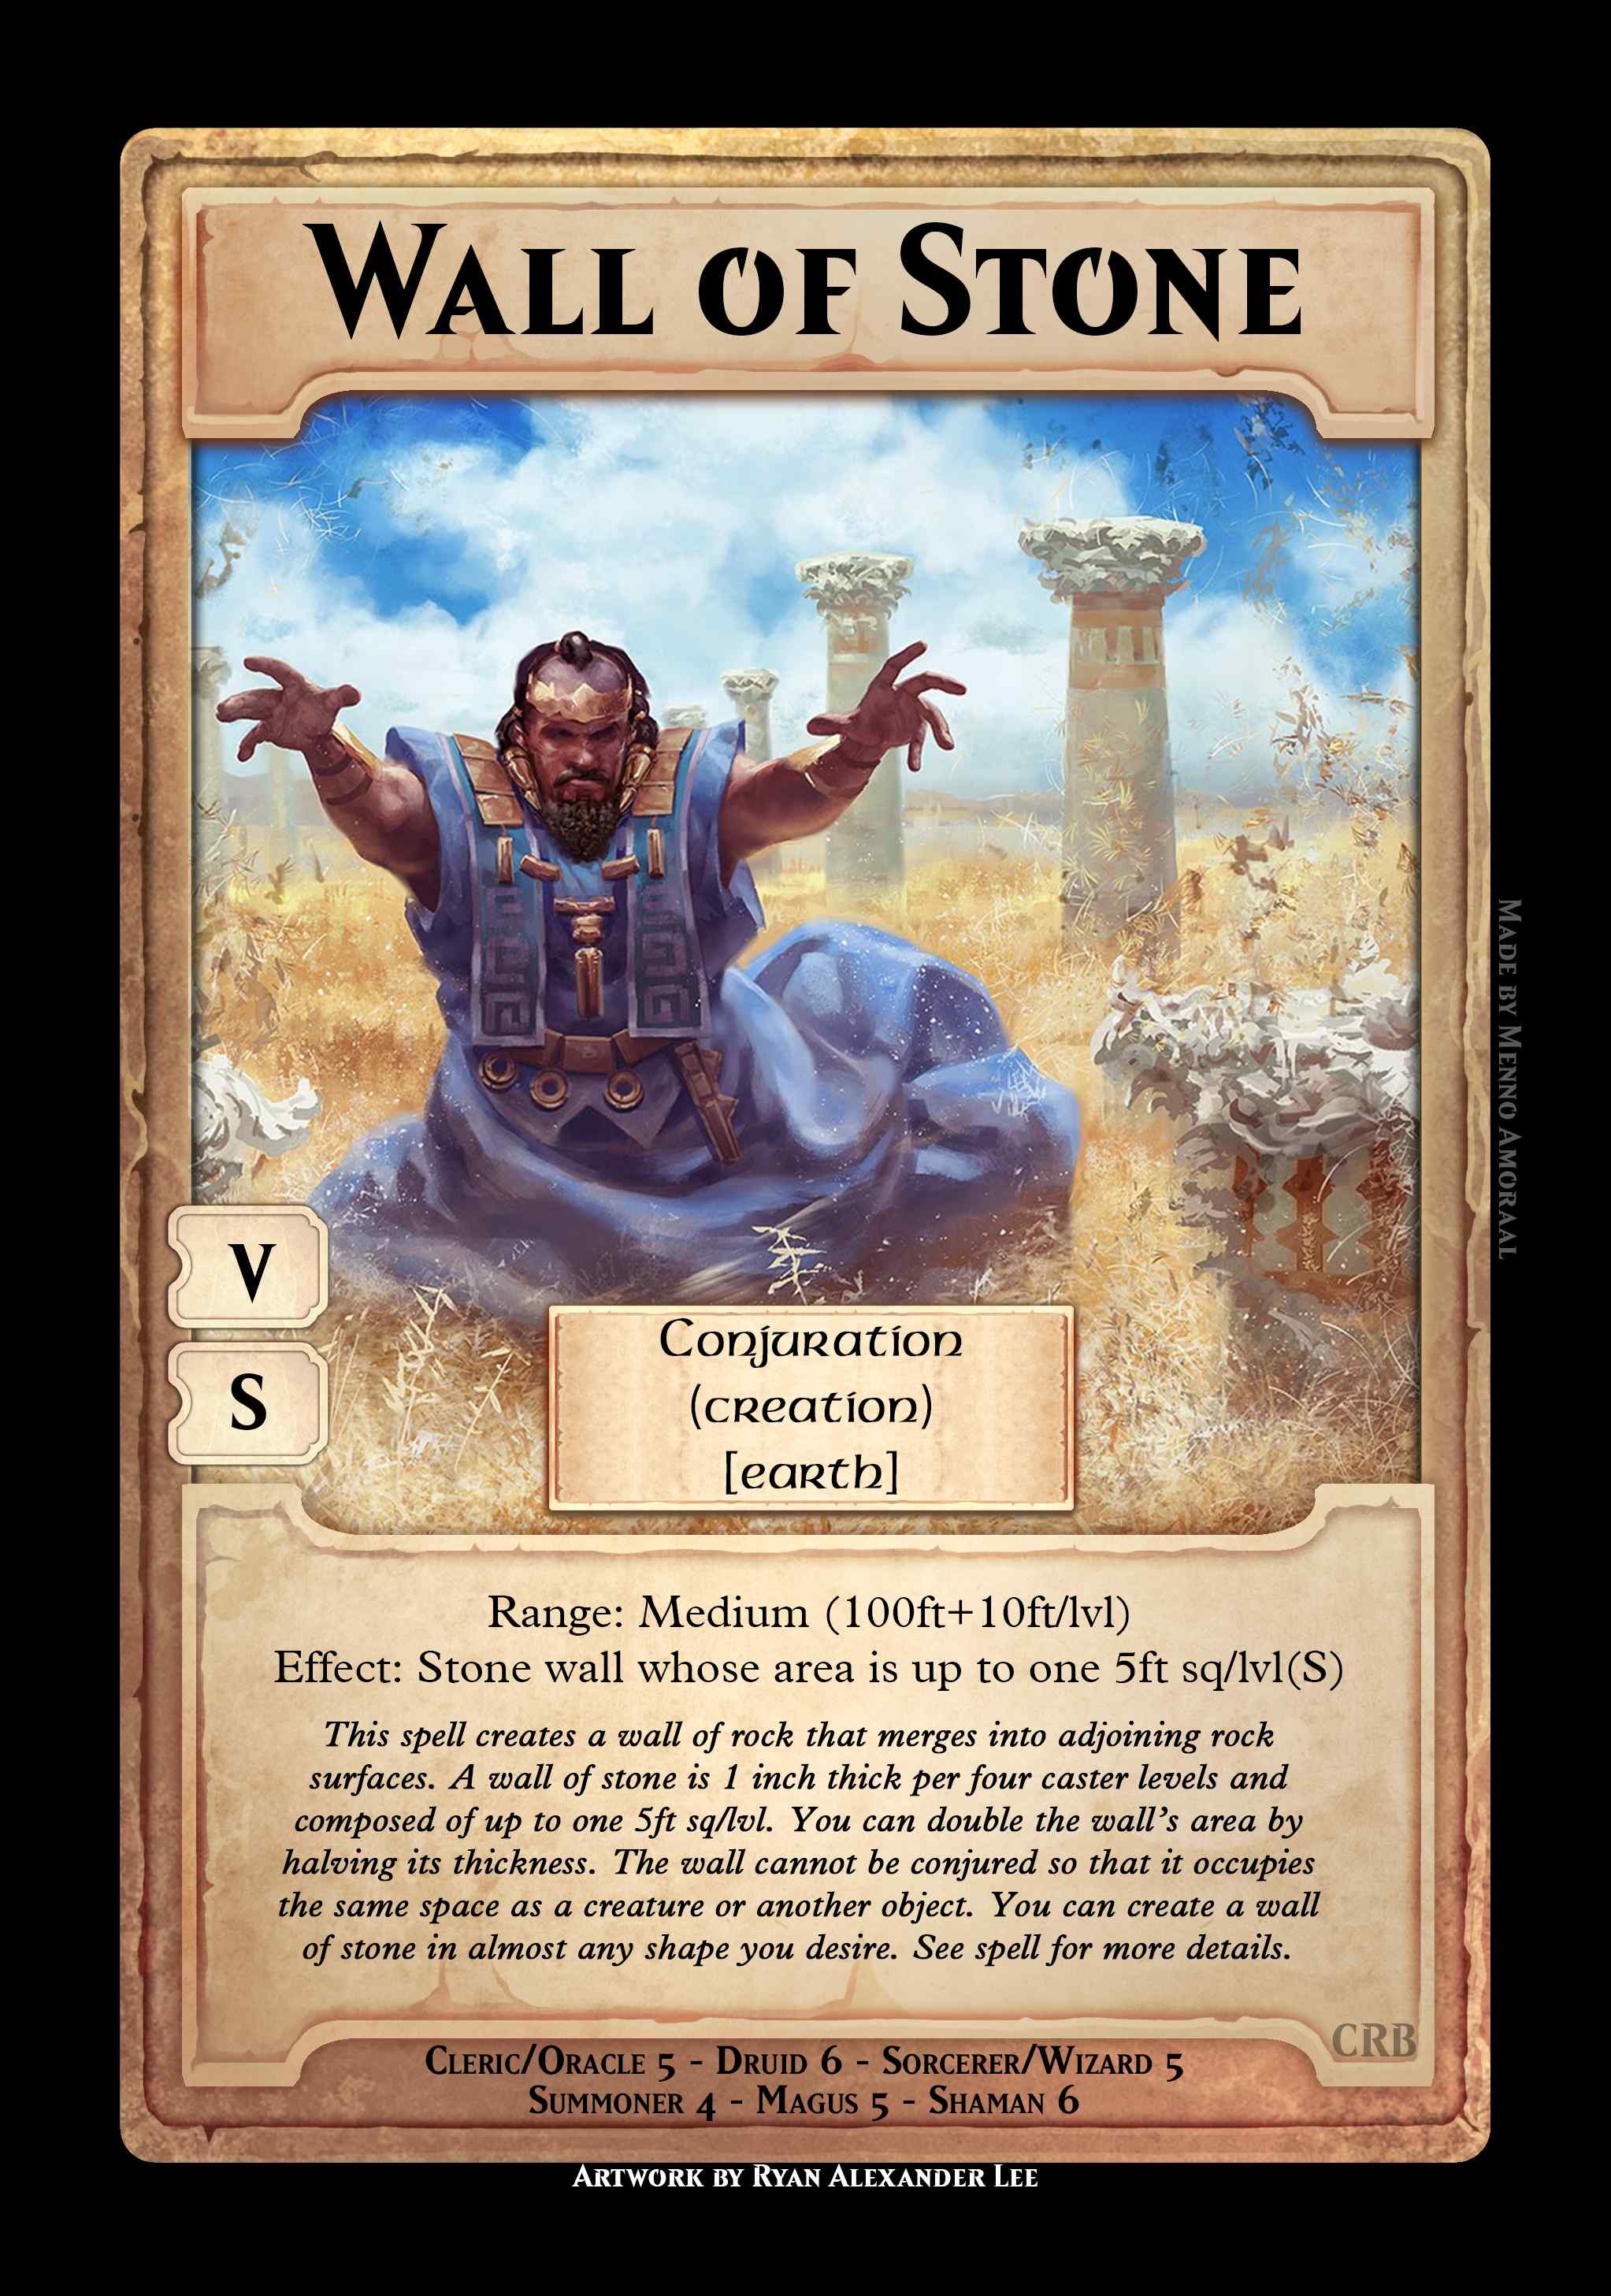 Wall of Stone
V
S
Conjuration
(creation)
[earth]
Range: Medium (100ft+10ft/lvl)
Effect: Stone wall whose area is up to one 5ft sq/lvl(S)
This spell creates a wall of rock that merges into adjoining rock
surfaces. A wall of stone is 1 inch thick per four caster levels and
composed of up to one 5ft sq/lvl. You can double the wall’s area by
halving its thickness. The wall cannot be conjured so that it occupies
the same space as a creature or another object. You can create a wall
of stone in almost any shape you desire. See spell for more details.
CRB
Cleric/Oracle 5 - Druid 6 - Sorcerer/Wizard 5
Summoner 4 - Magus 5 - Shaman 6
Artwork by Ryan Alexander Lee
Made by Menno Amoraal